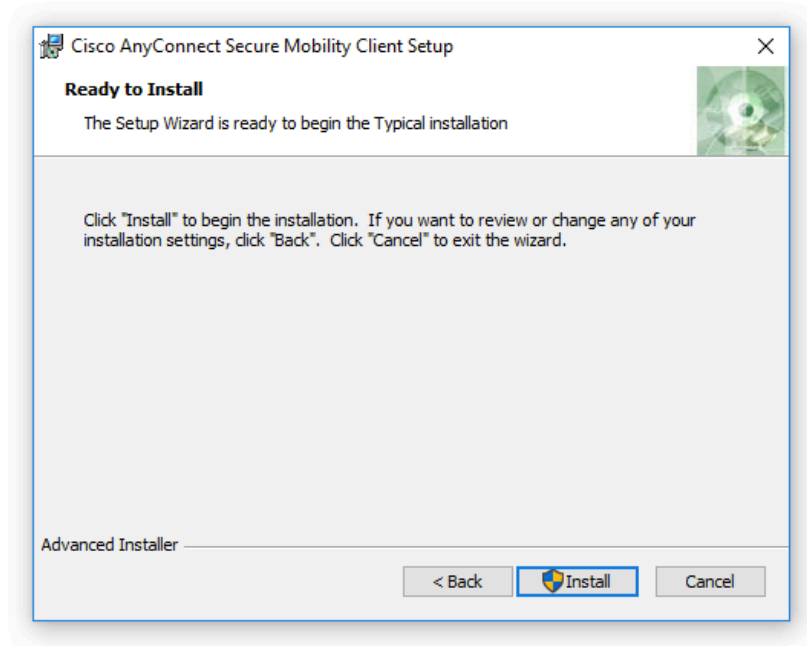 Cisco AnyConnect Secure Mobility Client Setup
Ready to Install
The Setup Wizard is ready to begin the Typical installation
Click "Install" to begin the installation. If you want to review or change any of your
installation settings, click "Back". Click "Cancel" to exit the wizard.
Advanced Installer
< Back
Install
Cancel